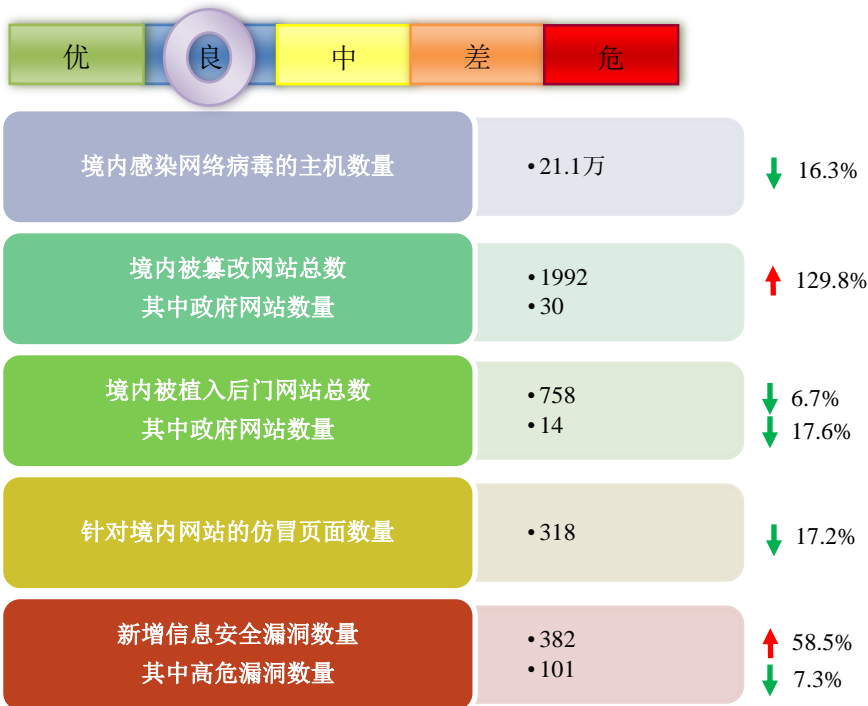 优 良 中 差 危
境内感染网络病毒的主机数量 •21.1万 16.3%
境内被篡改网站总数 •1992 129.8%
其中政府网站数量 •30
境内被植入后门网站总数 •758 6.7%
其中政府网站数量 •14 17.6%
针对境内网站的仿冒页面数量 •318 17.2%
新增信息安全漏洞数量 •382 58.5%
其中高危漏洞数量 •101 7.3%